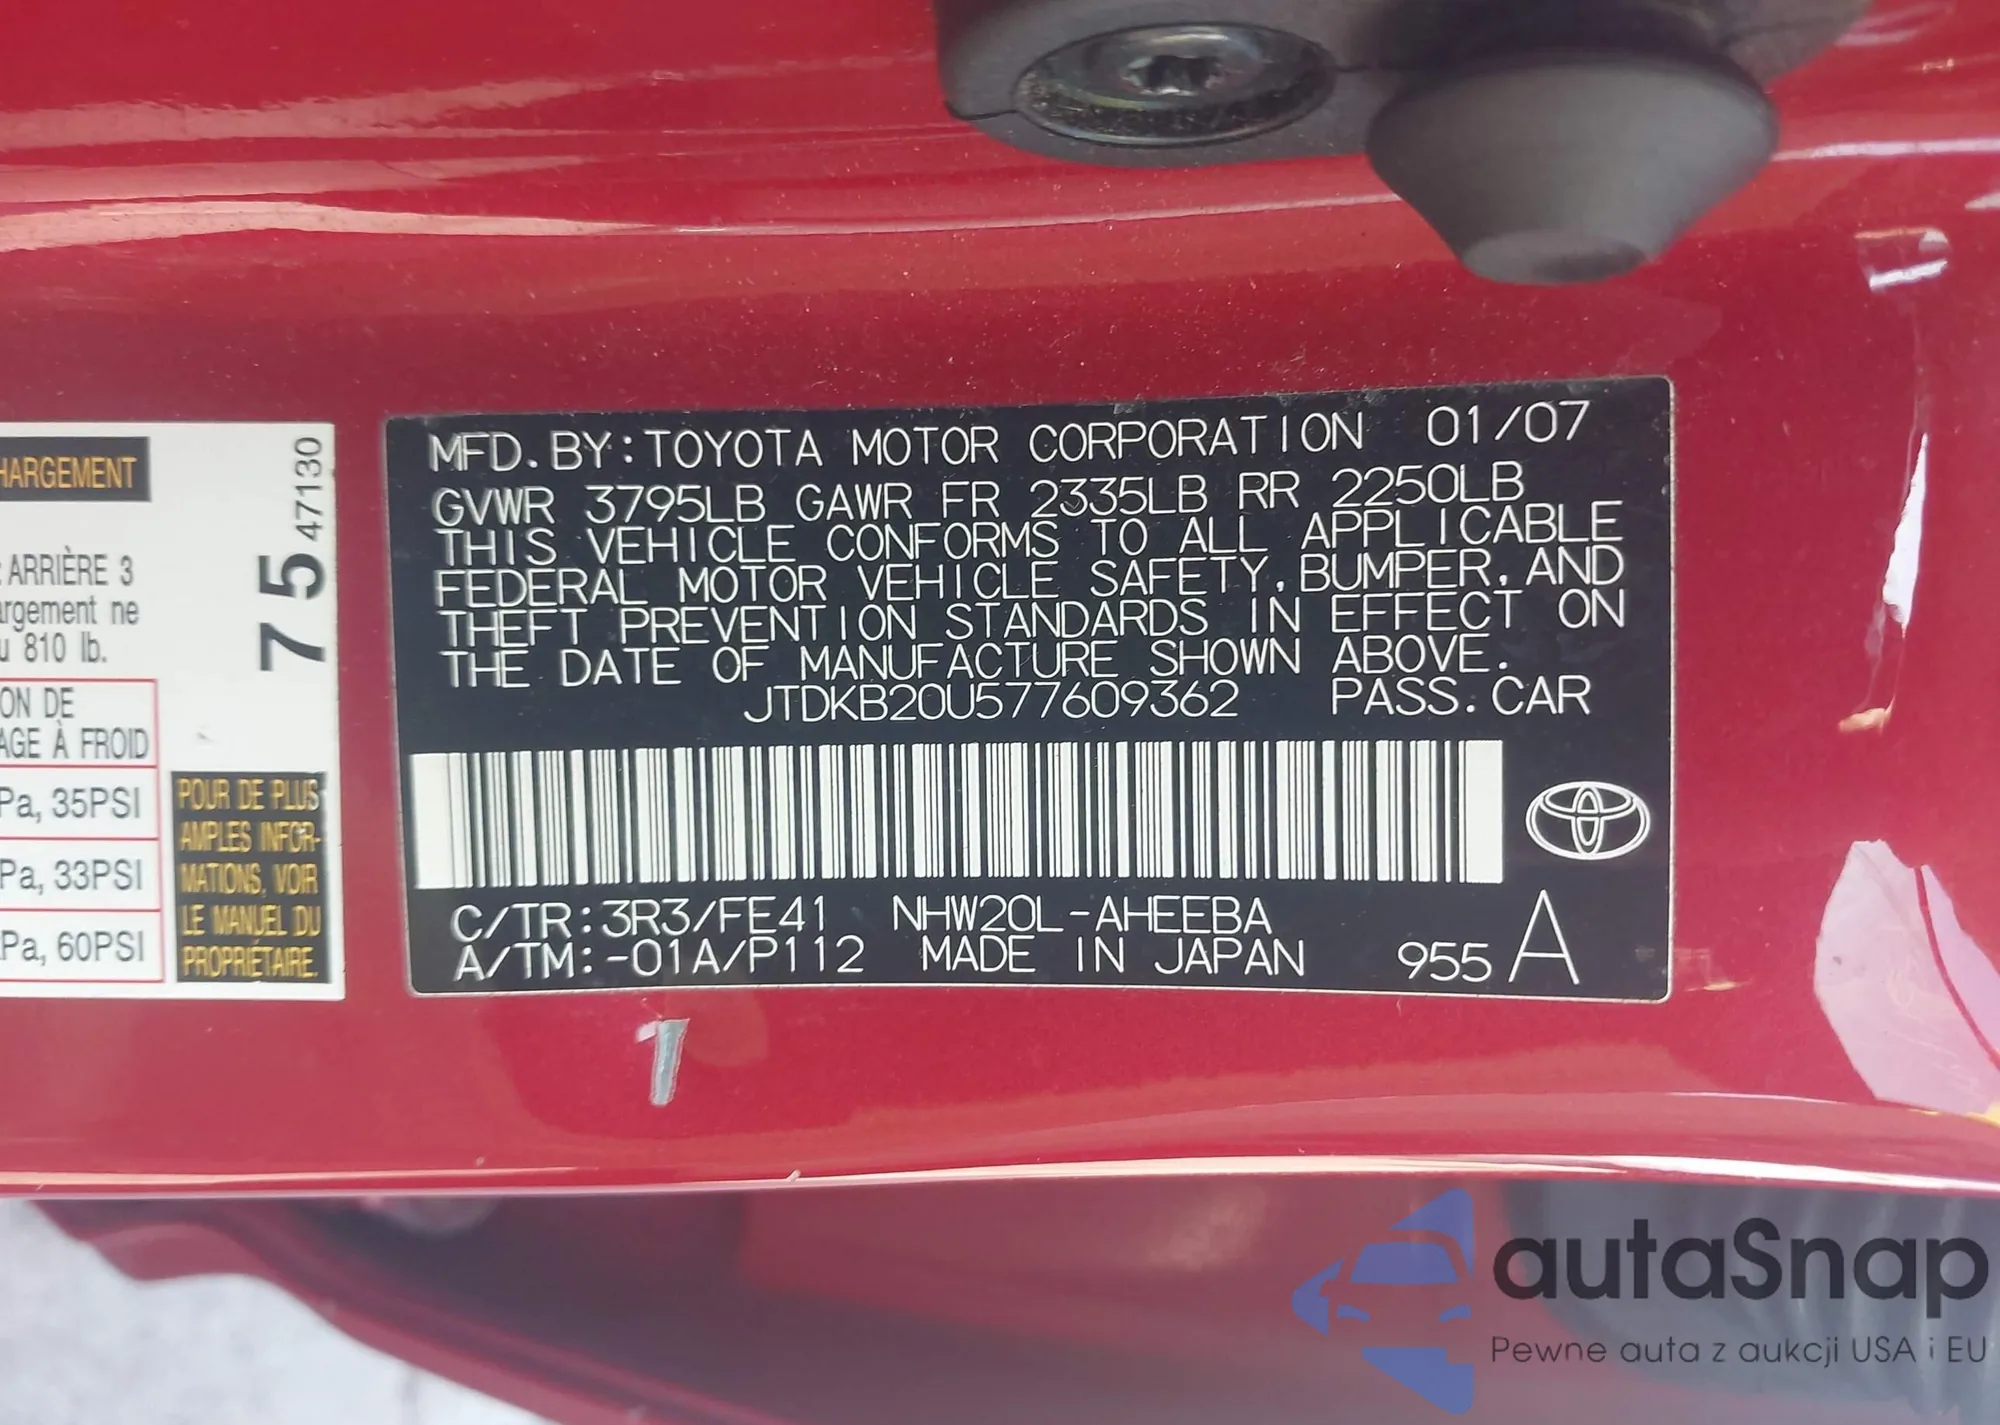 HARGEMENT
47130
75
ARRIÈRE 3
argement ne
810 lb.
ON DE
AGE À FROID
Pa, 35PSI
Pa, 33PSI
Pa, 60PSI
POUR DE PLUS
AMPLES INFOR-
MATIONS, VOIR
LE MANUEL DU
PROPRIÉTAIRE.
MFD.BY:TOYOTA MOTOR CORPORATION 01/07
GVWR 3795LB GAWR FR 2335LB RR 2250LB
THIS VEHICLE CONFORMS TO ALL APPLICABLE
FEDERAL MOTOR VEHICLE SAFETY,BUMPER,AND
THEFT PREVENTION STANDARDS IN EFFECT ON
THE DATE OF MANUFACTURE SHOWN ABOVE.
JTDKB20U577609362 PASS.CAR
C/TR:3R3/FE41 NHW20L-AHEEBA
A/TM:-01A/P112 MADE IN JAPAN 955 A
1
autaSnap
Pewne auta z aukcji USA i EU